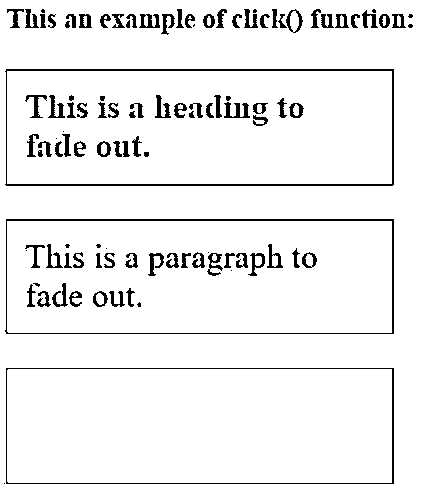 This an example of click() function:
This is a heading to
fade out.
This is a paragraph to
fade out.